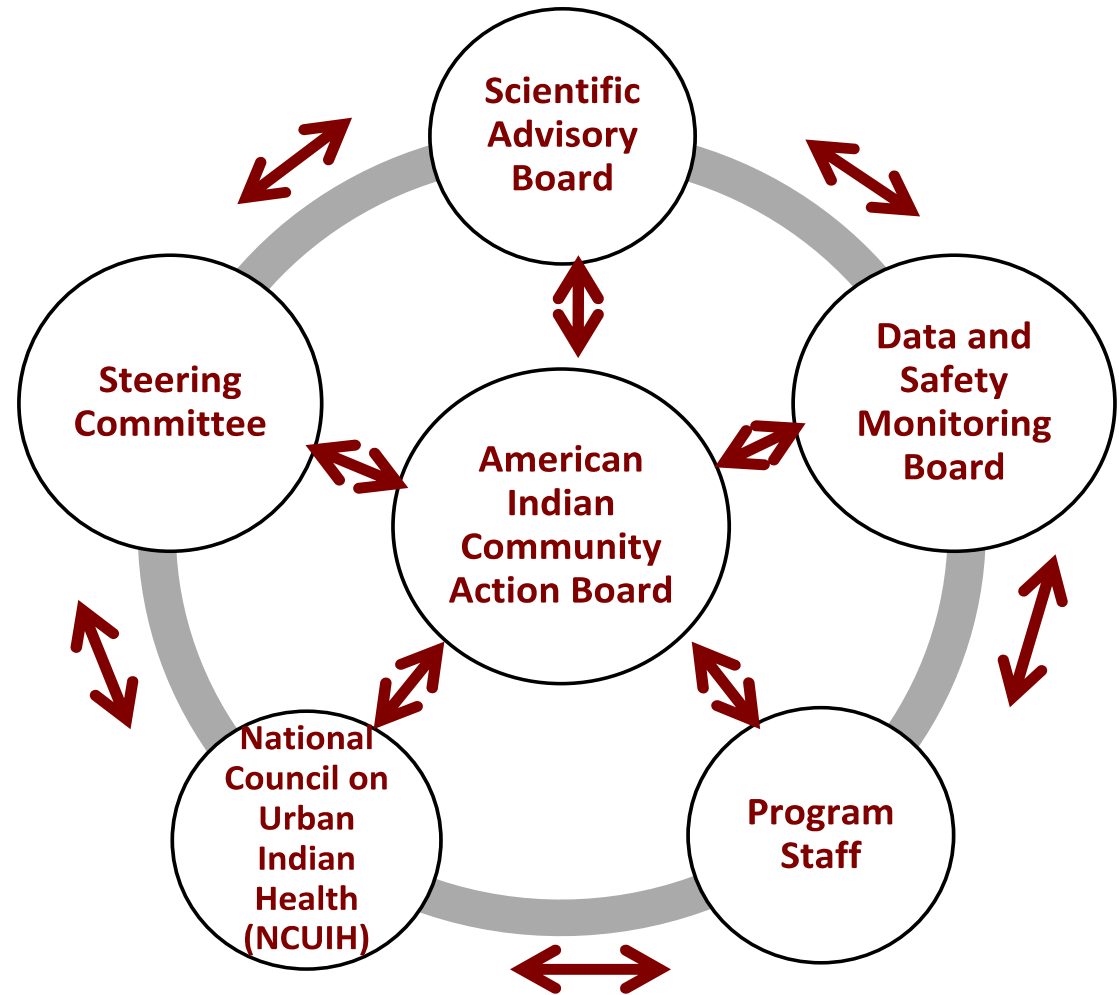 Scientific
Advisory
Board
Steering
Committee
Data and
Safety
Monitoring
Board
American
Indian
Community
Action Board
National
Council on
Urban
Indian
Health
(NCUIH)
Program
Staff